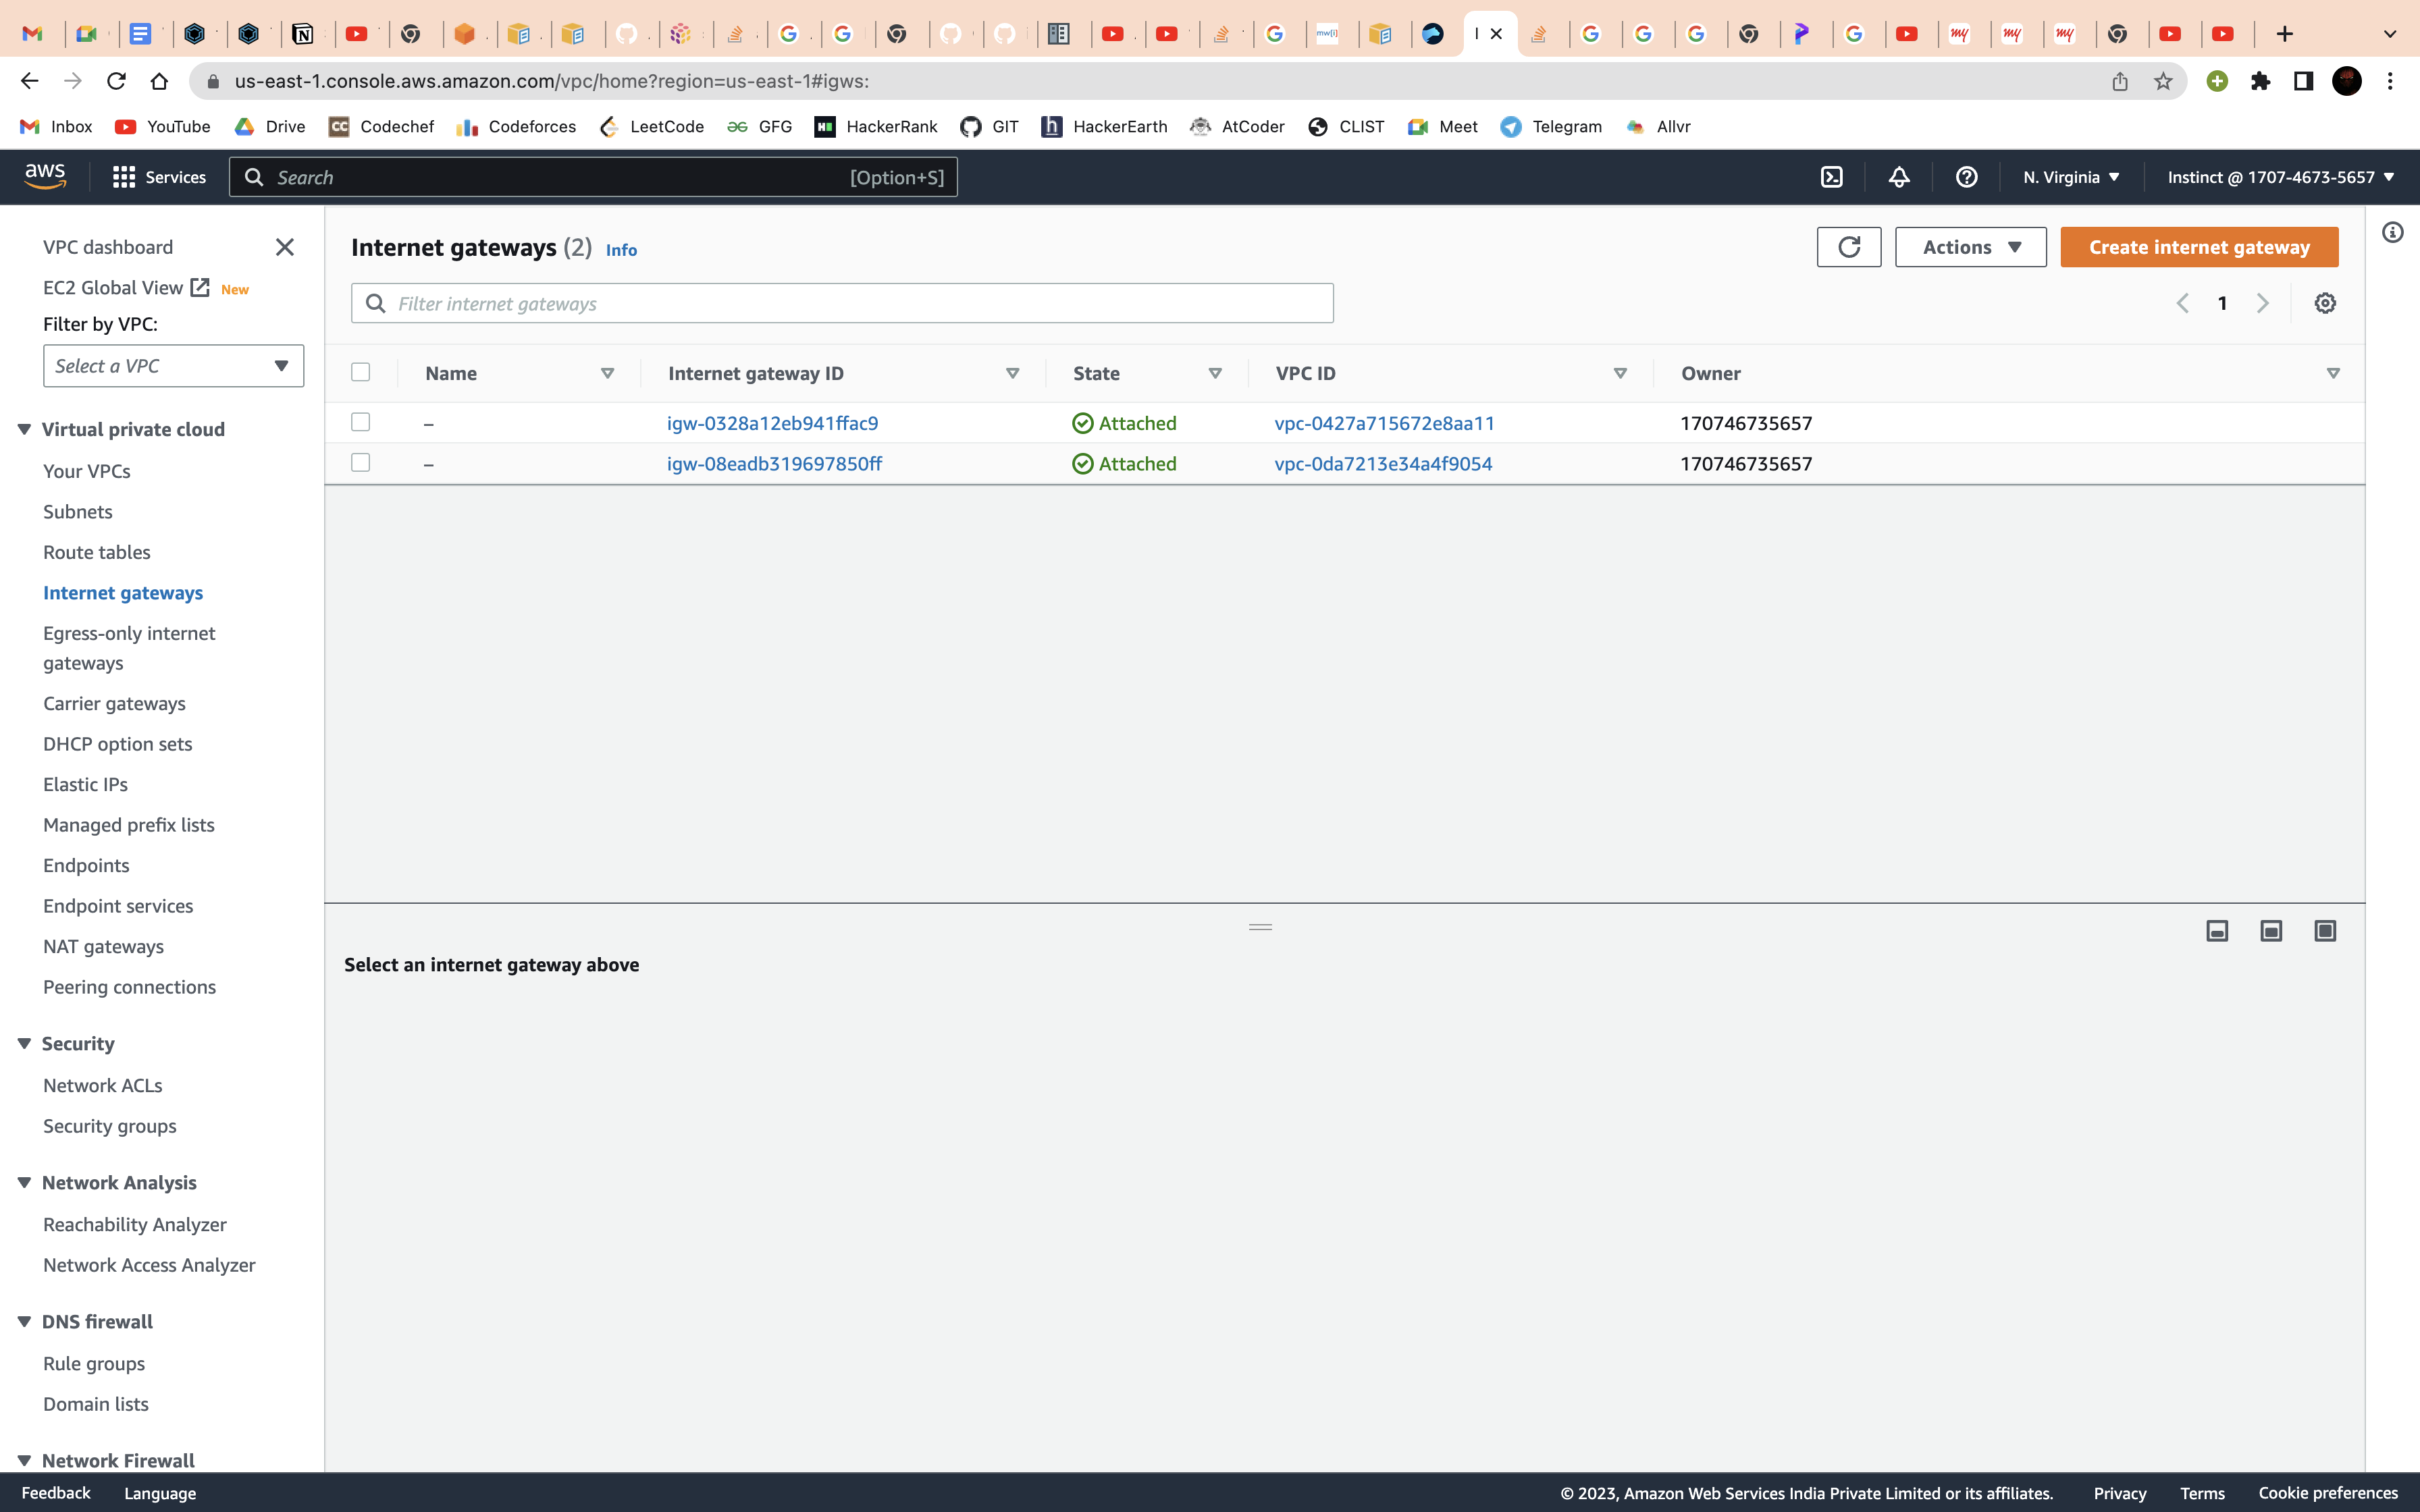 us-east-1.console.aws.amazon.com/vpc/home?region=us-east-1#igws:
Inbox YouTube Drive Codechef Codeforces LeetCode GFG HackerRank GIT HackerEarth AtCoder CLIST Meet Telegram Allvr
aws Services Search [Option+S] N. Virginia Instinct @ 1707-4673-5657
VPC dashboard
EC2 Global View New
Filter by VPC:
Select a VPC
Virtual private cloud
Your VPCs
Subnets
Route tables
Internet gateways
Egress-only internet
gateways
Carrier gateways
DHCP option sets
Elastic IPs
Managed prefix lists
Endpoints
Endpoint services
NAT gateways
Peering connections
Security
Network ACLs
Security groups
Network Analysis
Reachability Analyzer
Network Access Analyzer
DNS firewall
Rule groups
Domain lists
Network Firewall
Internet gateways (2) Info Actions Create internet gateway
Filter internet gateways 1
Name Internet gateway ID State VPC ID Owner
– igw-0328a12eb941ffac9 Attached vpc-0427a715672e8aa11 170746735657
– igw-08eadb319697850ff Attached vpc-0da7213e34a4f9054 170746735657
Select an internet gateway above
Feedback Language © 2023, Amazon Web Services India Private Limited or its affiliates. Privacy Terms Cookie preferences